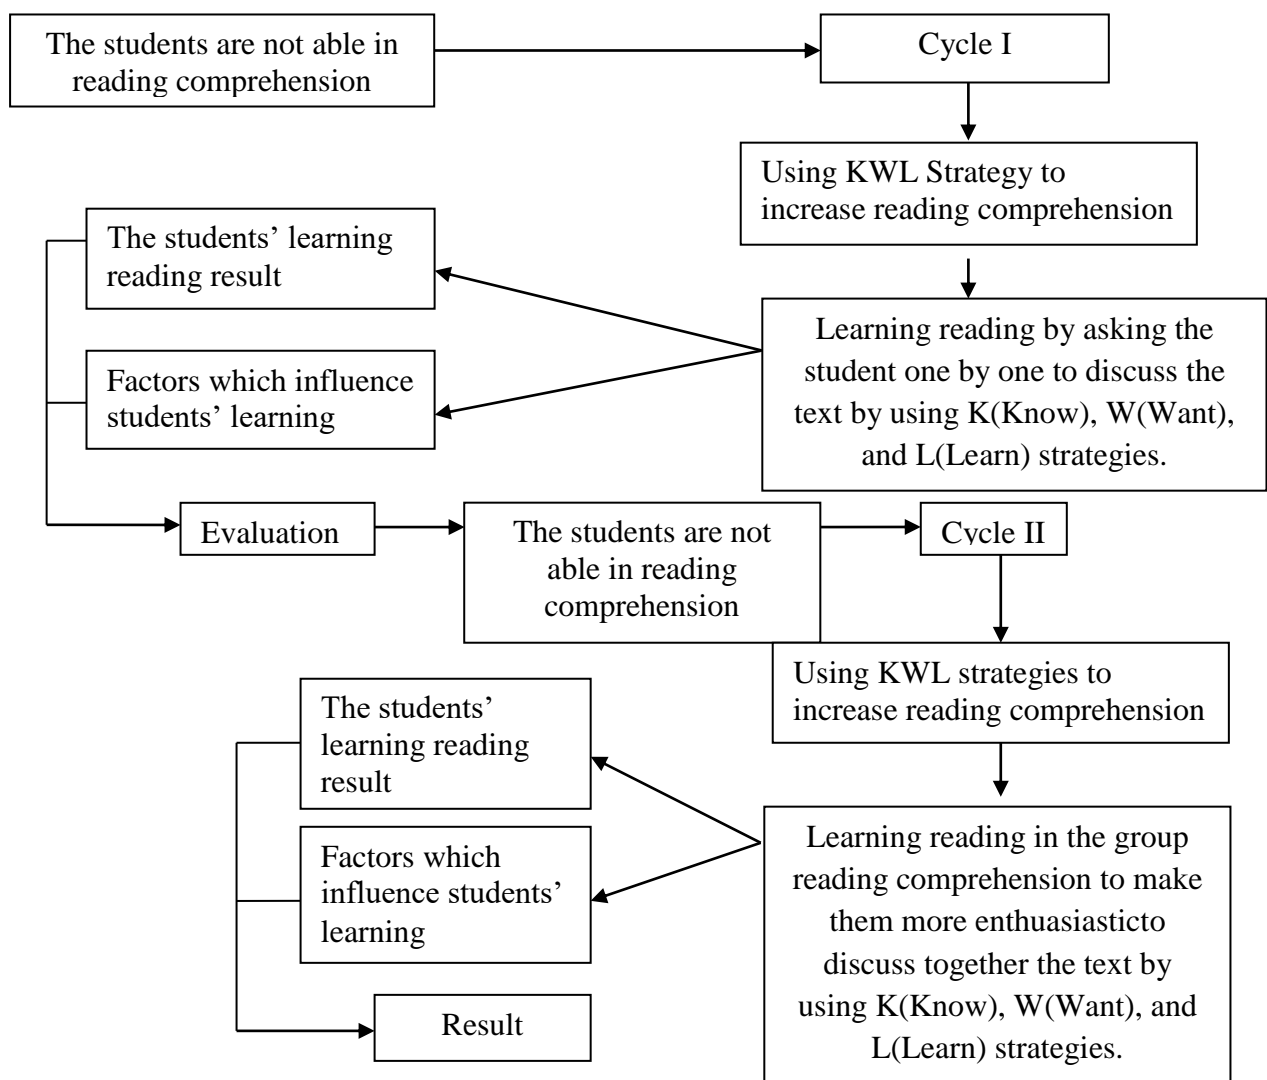 The students are not able in
reading comprehension
Cycle I
Using KWL Strategy to
increase reading comprehension
The students’ learning
reading result
Factors which influence
students’ learning
Learning reading by asking the
student one by one to discuss the
text by using K(Know), W(Want),
and L(Learn) strategies.
Evaluation
The students are not
able in reading
comprehension
Cycle II
Using KWL strategies to
increase reading comprehension
The students’
learning reading
result
Factors which
influence students’
learning
Learning reading in the group
reading comprehension to make
them more enthuasiasticto
discuss together the text by
using K(Know), W(Want), and
L(Learn) strategies.
Result